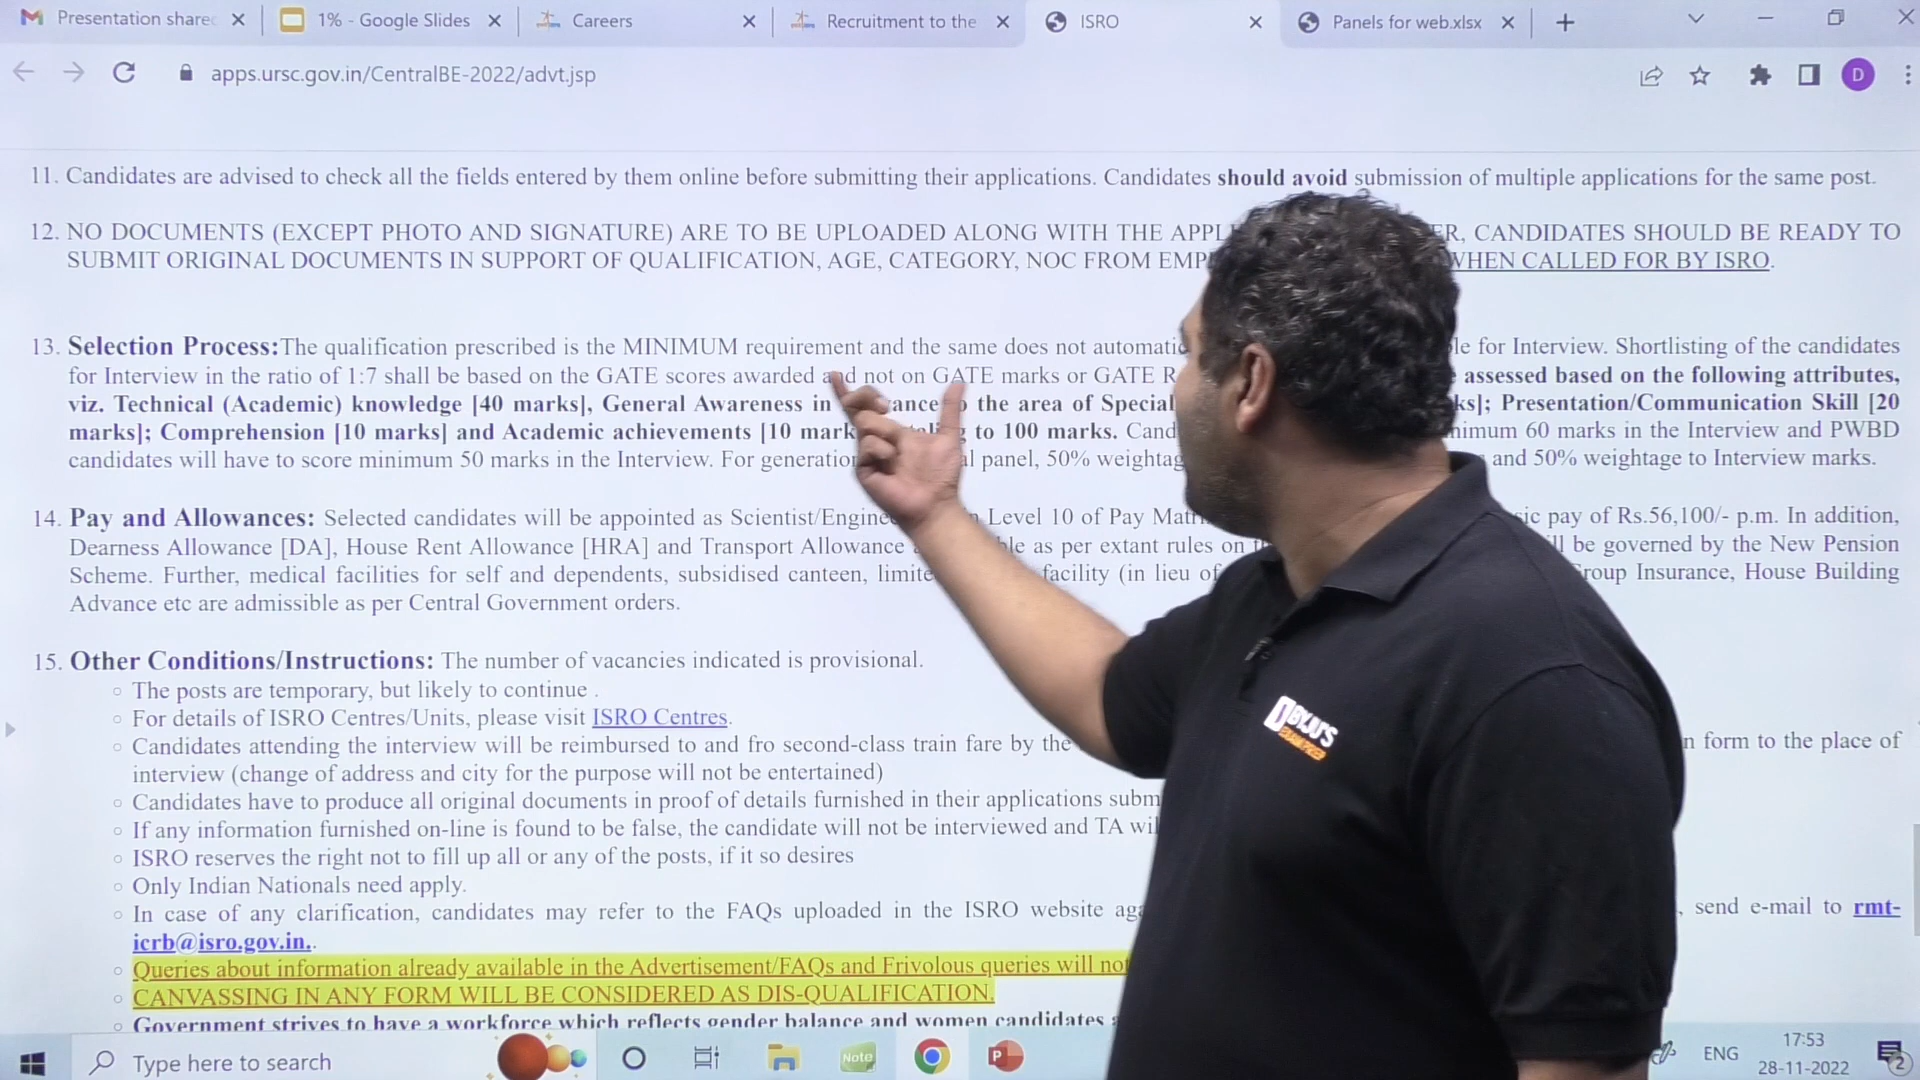 Presentation share
1% - Google Slides
Careers
Recruitment to the
ISRO
Panels for web.xlsx
apps.ursc.gov.in/CentralBE-2022/advt.jsp
D
11. Candidates are advised to check all the fields entered by them online before submitting their applications. Candidates should avoid submission of multiple applications for the same post.
12. NO DOCUMENTS (EXCEPT PHOTO AND SIGNATURE) ARE TO BE UPLOADED ALONG WITH THE CANDIDATES SHOULD BE READY TO
SUBMIT ORIGINAL DOCUMENTS IN SUPPORT OF QUALIFICATION, AGE, CATEGORY, NOC FROM WHEN CALLED FOR BY ISRO.
13. Selection Process:The qualification prescribed is the MINIMUM requirement and the same does not for Interview. Shortlisting of the candidates
for Interview in the ratio of 1:7 shall be based on the GATE scores awarded and not on GATE marks or GATE assessed based on the following attributes,
viz. Technical (Academic) knowledge [40 marks], General Awareness in the area of Presentation/Communication Skill [20
marks]; Comprehension [10 marks] and Academic achievements [10 to 100 marks. 60 marks in the Interview and PWBD
candidates will have to score minimum 50 marks in the Interview. For panel, 50% and 50% weightage to Interview marks.
14. Pay and Allowances: Selected candidates will be appointed as Level 10 of Pay pay of Rs.56,100/- p.m. In addition,
Dearness Allowance [DA], House Rent Allowance [HRA] and Transport Allowance as per extant rules on be governed by the New Pension
Scheme. Further, medical facilities for self and dependents, subsidised canteen, facility (in lieu of Insurance, House Building
Advance etc are admissible as per Central Government orders.
15. Other Conditions/Instructions: The number of vacancies indicated is provisional.
The posts are temporary, but likely to continue .
For details of ISRO Centres/Units, please visit ISRO Centres.
Candidates attending the interview will be reimbursed to and fro second-class train fare by the form to the place of
interview (change of address and city for the purpose will not be entertained)
Candidates have to produce all original documents in proof of details furnished in their applications
If any information furnished on-line is found to be false, the candidate will not be interviewed and TA
ISRO reserves the right not to fill up all or any of the posts, if it so desires
Only Indian Nationals need apply.
In case of any clarification, candidates may refer to the FAQs uploaded in the ISRO website , send e-mail to rmt-
icrb@isro.gov.in..
Queries about information already available in the Advertisement/FAQs and Frivolous queries will not
CANVASSING IN ANY FORM WILL BE CONSIDERED AS DIS-QUALIFICATION.
Government strives to have a workforce which reflects gender balance and women candidates
BYJU'S
EXAM PREP
Type here to search
Note
P
ENG
17:53
28-11-2022
2